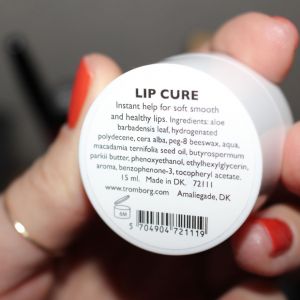 LIP CURE
Instant help for soft smooth
and healthy lips. Ingredients: aloe
barbadensis leaf, hydrogenated
polydecene, cera alba, peg-8 beeswax, aqua,
macadamia ternifolia seed oil, butyrospermum
parkii butter, phenoxyethanol, ethylhexylglycerin,
aroma, benzophenone-3, tocopheryl acetate.
15 ml. Made in DK. 72111
www.tromborg.com Amaliegade, DK
6M
5 704904 721119